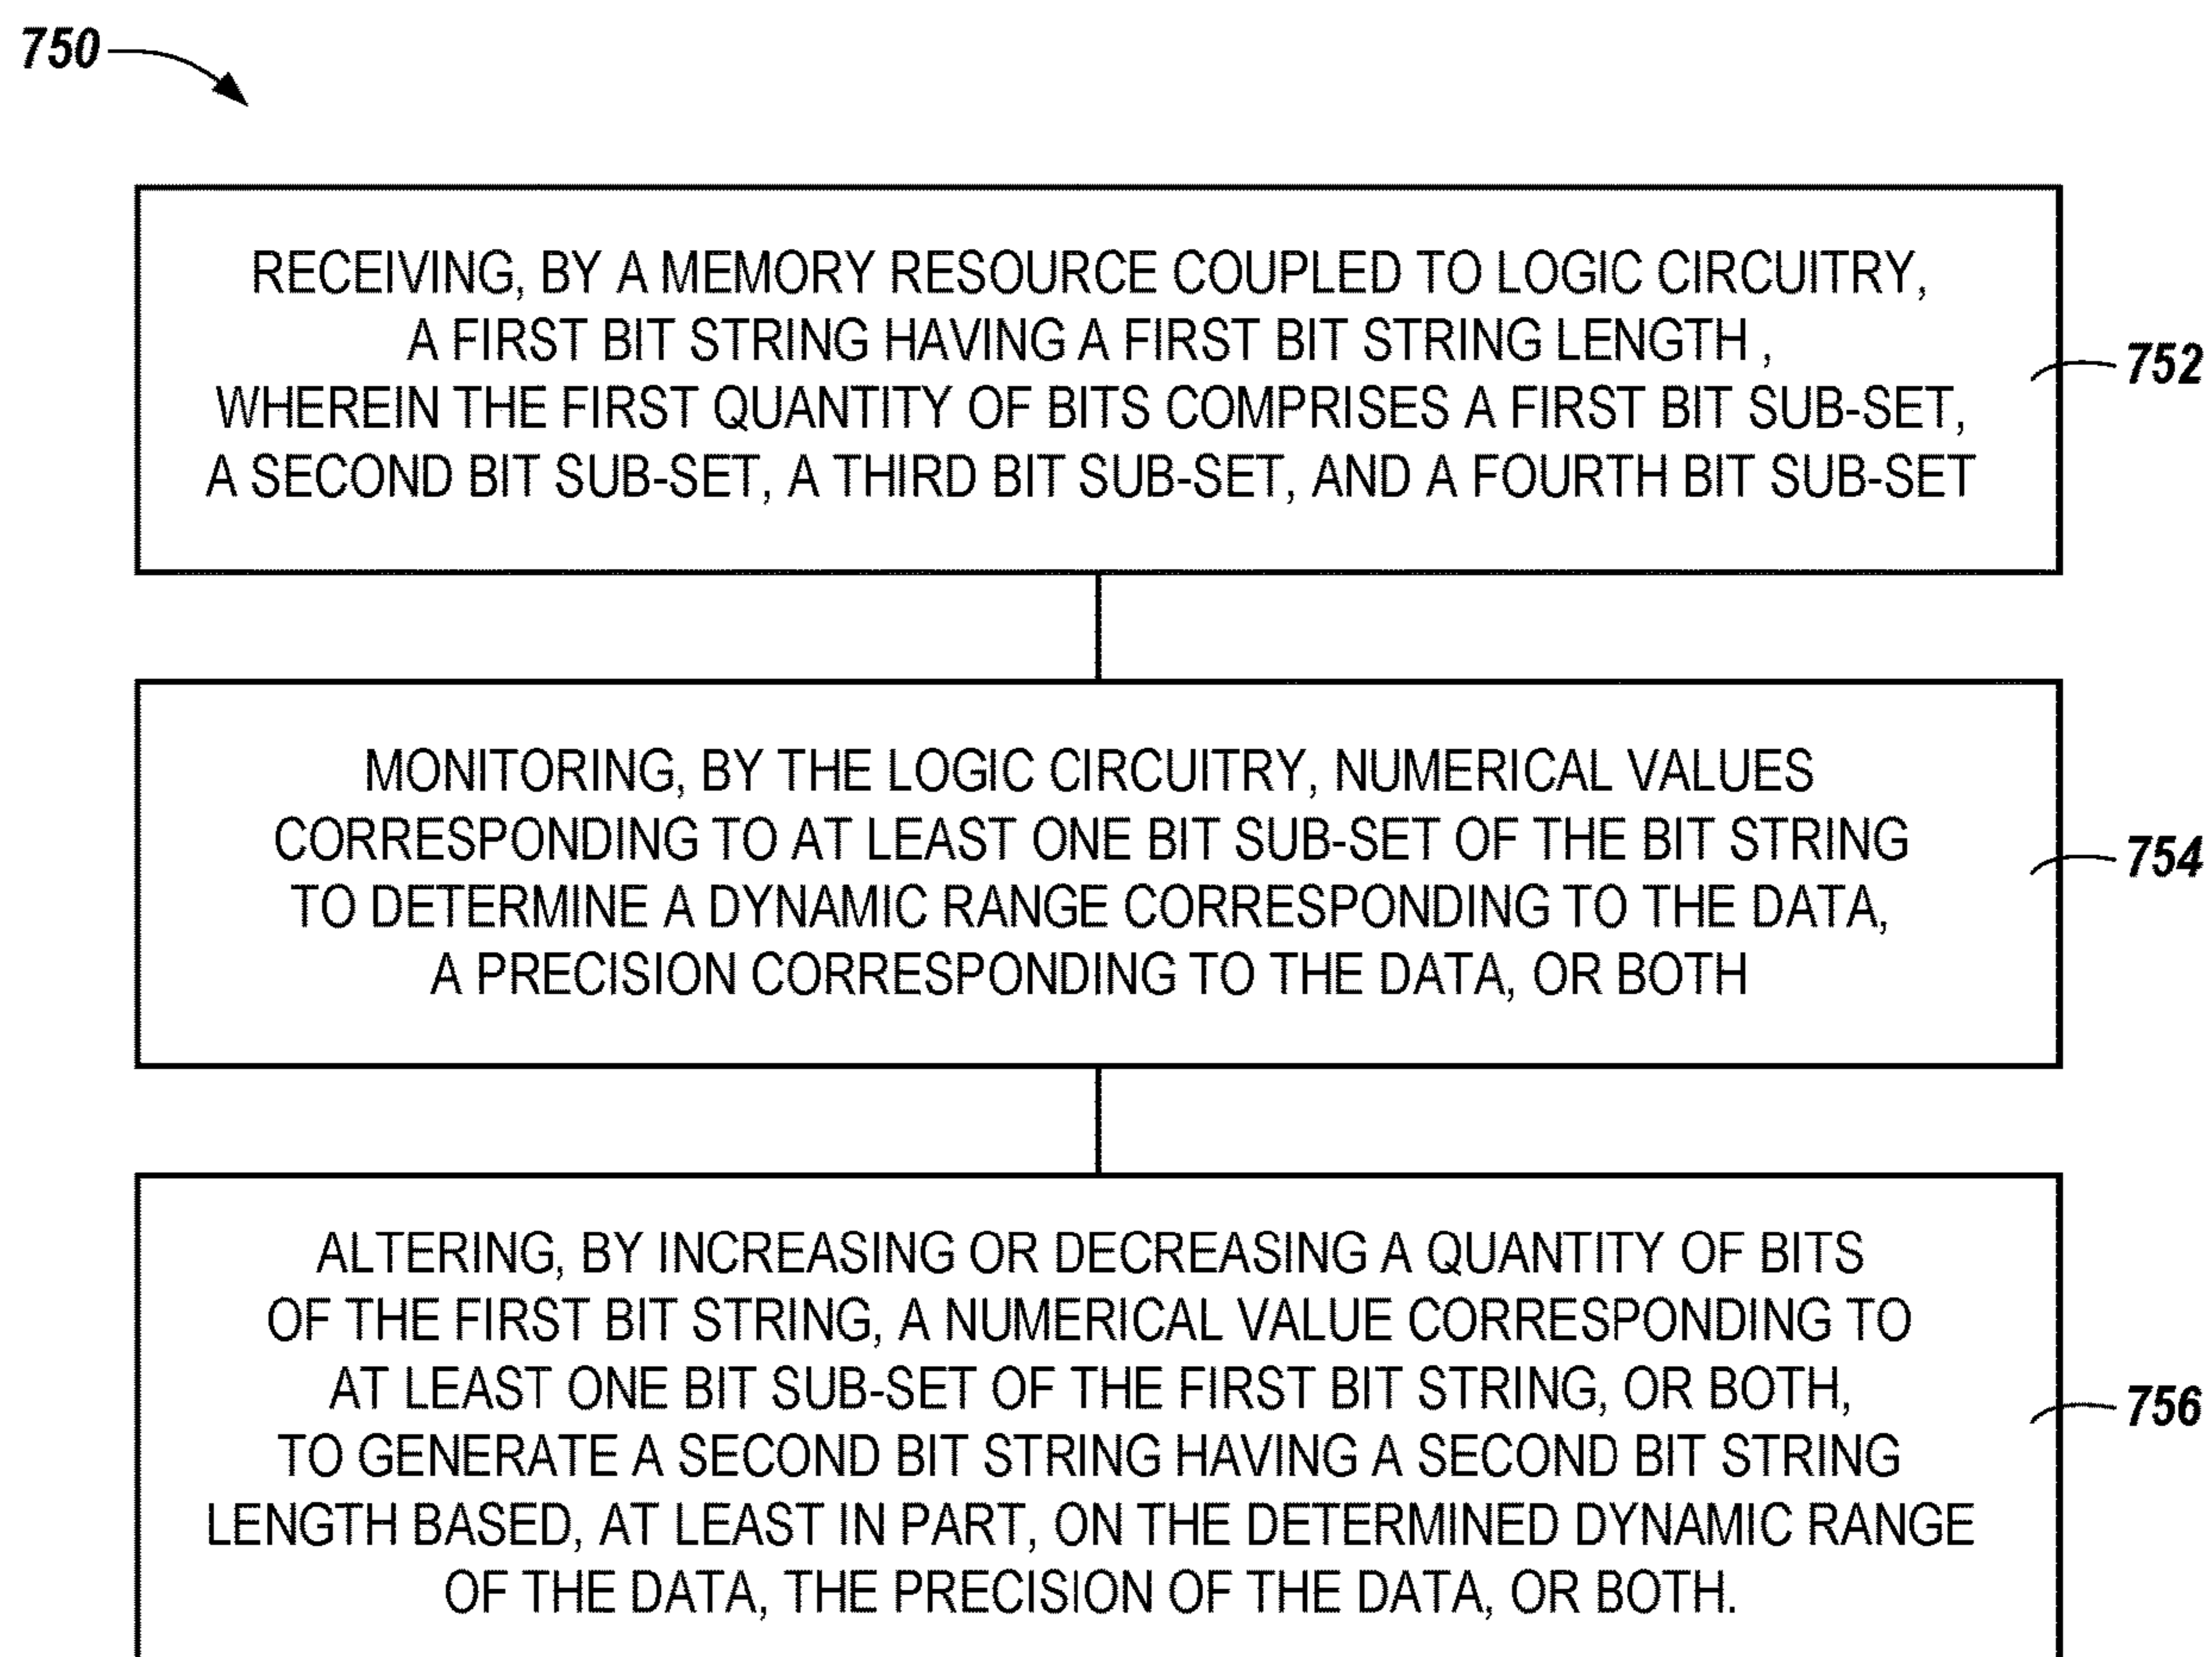 750
RECEIVING, BY A MEMORY RESOURCE COUPLED TO LOGIC CIRCUITRY,
A FIRST BIT STRING HAVING A FIRST BIT STRING LENGTH ,
WHEREIN THE FIRST QUANTITY OF BITS COMPRISES A FIRST BIT SUB-SET,
A SECOND BIT SUB-SET, A THIRD BIT SUB-SET, AND A FOURTH BIT SUB-SET
752
MONITORING, BY THE LOGIC CIRCUITRY, NUMERICAL VALUES
CORRESPONDING TO AT LEAST ONE BIT SUB-SET OF THE BIT STRING
TO DETERMINE A DYNAMIC RANGE CORRESPONDING TO THE DATA,
A PRECISION CORRESPONDING TO THE DATA, OR BOTH
754
ALTERING, BY INCREASING OR DECREASING A QUANTITY OF BITS
OF THE FIRST BIT STRING, A NUMERICAL VALUE CORRESPONDING TO
AT LEAST ONE BIT SUB-SET OF THE FIRST BIT STRING, OR BOTH,
TO GENERATE A SECOND BIT STRING HAVING A SECOND BIT STRING
LENGTH BASED, AT LEAST IN PART, ON THE DETERMINED DYNAMIC RANGE
OF THE DATA, THE PRECISION OF THE DATA, OR BOTH.
756